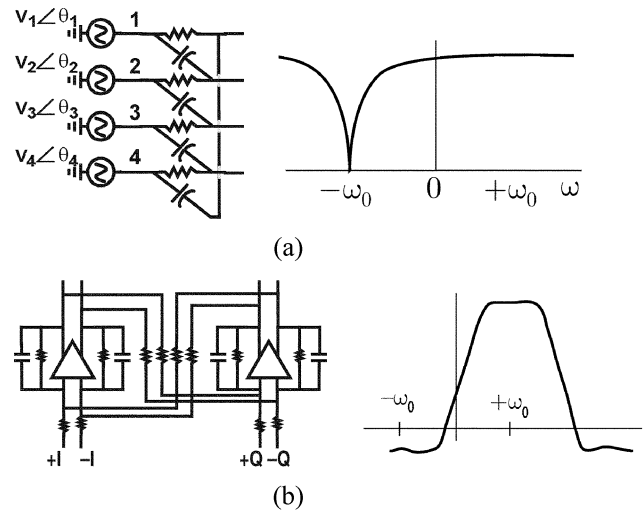 V₁∠θ₁ 1
V₂∠θ₂ 2
V₃∠θ₃ 3
V₄∠θ₄ 4
−ω₀ 0 +ω₀ ω
(a)
−ω₀ +ω₀
+I −I +Q −Q
(b)